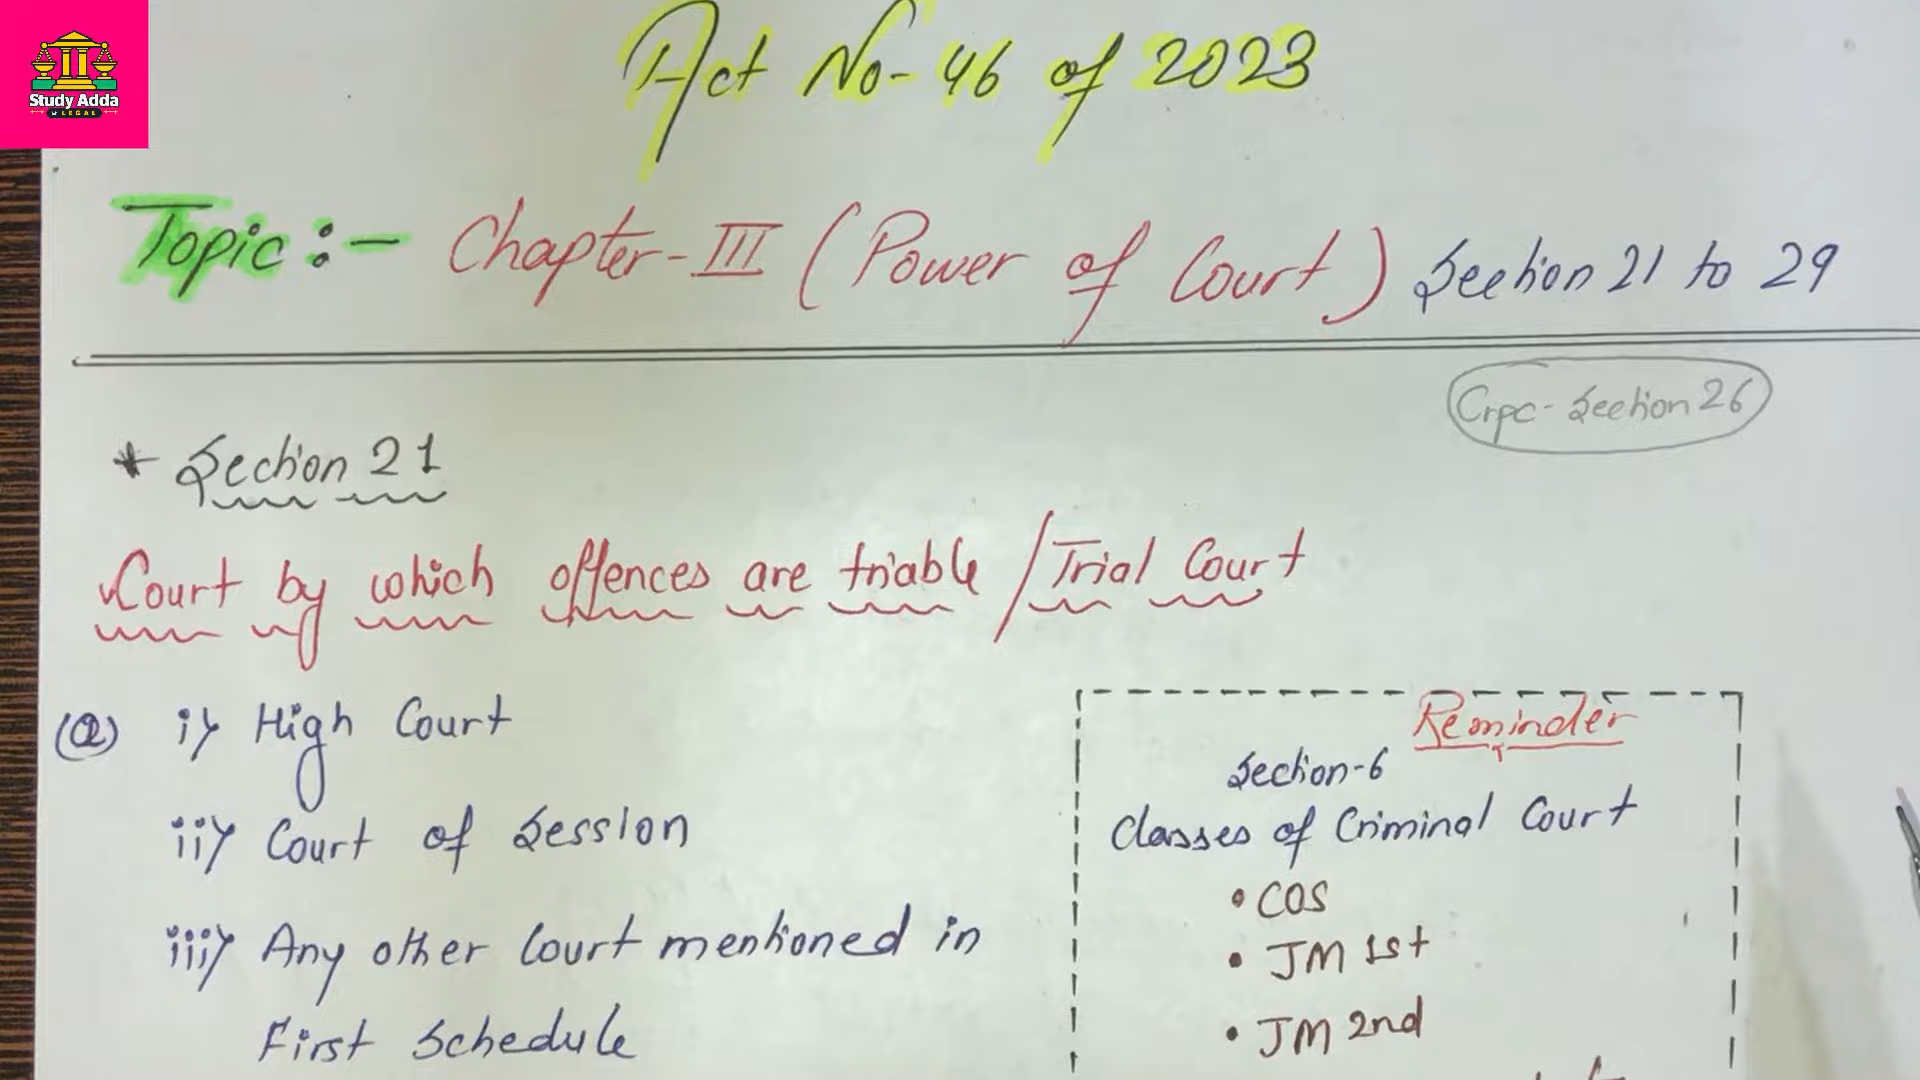 Study Adda
LEGAL
Act No- 46 of 2023
Topic :- Chapter-III (Power of Court) Section 21 to 29
Crpc- Section 26
* Section 21
Court by which offences are triable / Trial Court
(a) i) High Court
ii) Court of Session
iii) Any other Court mentioned in
First Schedule
Reminder
Section-6
Classes of Criminal Court
• COS
• JM 1st
• JM 2nd